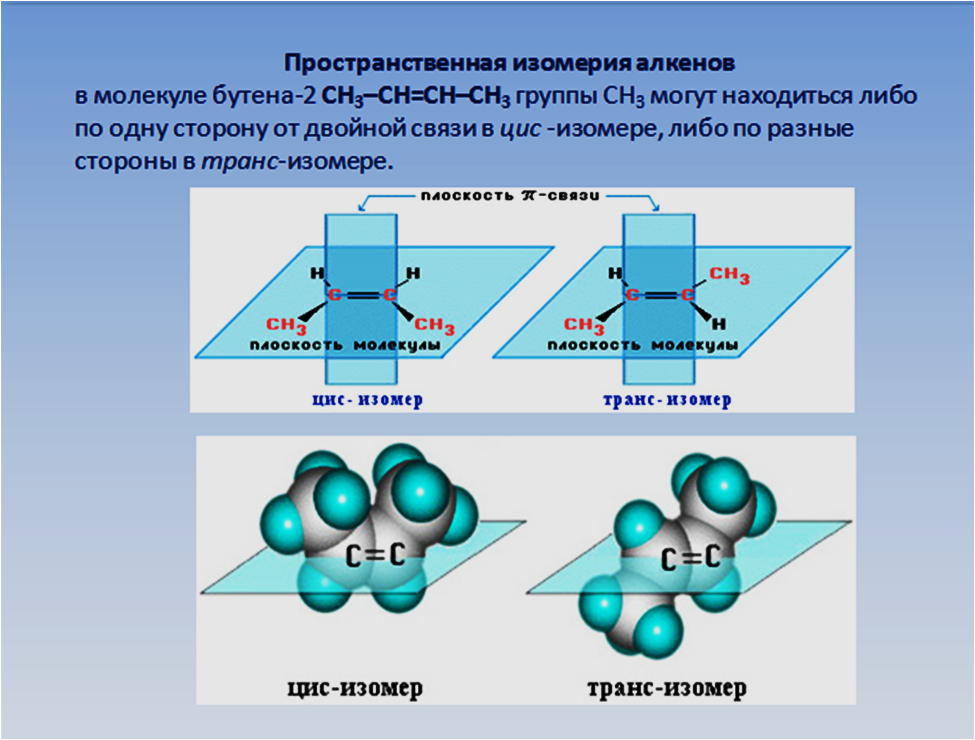 Пространственная изомерия алкенов
в молекуле бутена-2 CH₃–CH=CH–CH₃ группы CH₃ могут находиться либо
по одну сторону от двойной связи в цис -изомере, либо по разные
стороны в транс-изомере.
плоскость π-связи
H H H CH₃
C=C C=C
CH₃ CH₃ CH₃ H
плоскость молекулы плоскость молекулы
цис- изомер транс- изомер
C=C C=C
цис-изомер транс-изомер